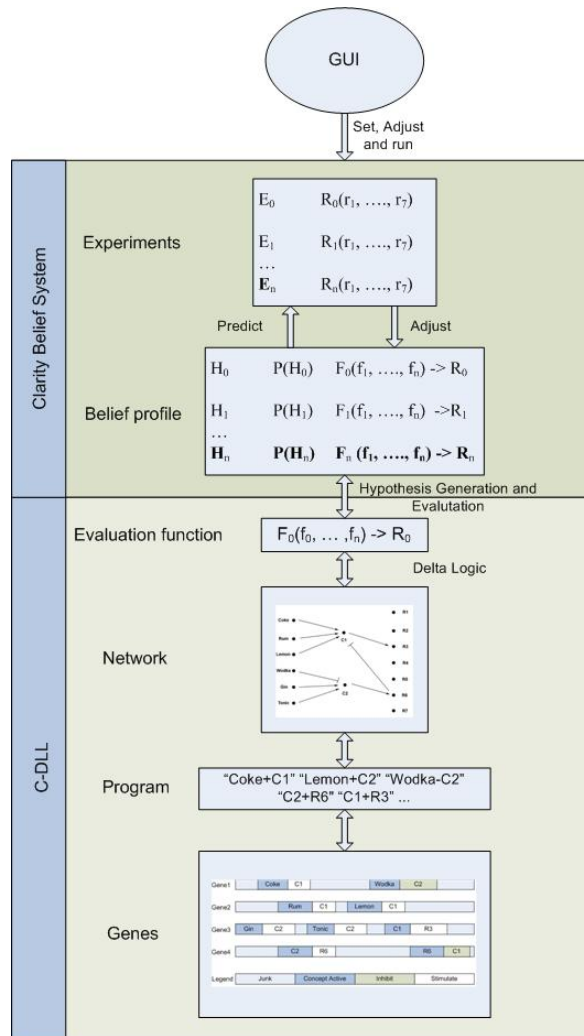 GUI
Set, Adjust
and run
Clarity Belief System
Experiments
E0 R0(r1, …., r7)
E1 R1(r1, …., r7)
…
En Rn(r1, …., r7)
Predict
Adjust
Belief profile
H0 P(H0) F0(f1, …., fn) -> R0
H1 P(H1) F1(f1, …., fn) ->R1
…
Hn P(Hn) Fn (f1, …., fn) -> Rn
Hypothesis Generation and
Evalutation
C-DLL
Evaluation function
F0(f0, … ,fn) -> R0
Delta Logic
Network
Coke
Rum
Lemon
Wodka
Gin
Tonic
C1
C2
R1
R2
R3
R4
R5
R6
R7
Program
“Coke+C1” “Lemon+C2” “Wodka-C2”
“C2+R6” “C1+R3” ...
Genes
Gene1 Coke C1 Wodka C2
Gene2 Rum C1 Lemon C1
Gene3 Gin C2 Tonic C2 C1 R3
Gene4 C2 R6 R6 C1
Legend Junk Concept Active Inhibit Stimulate